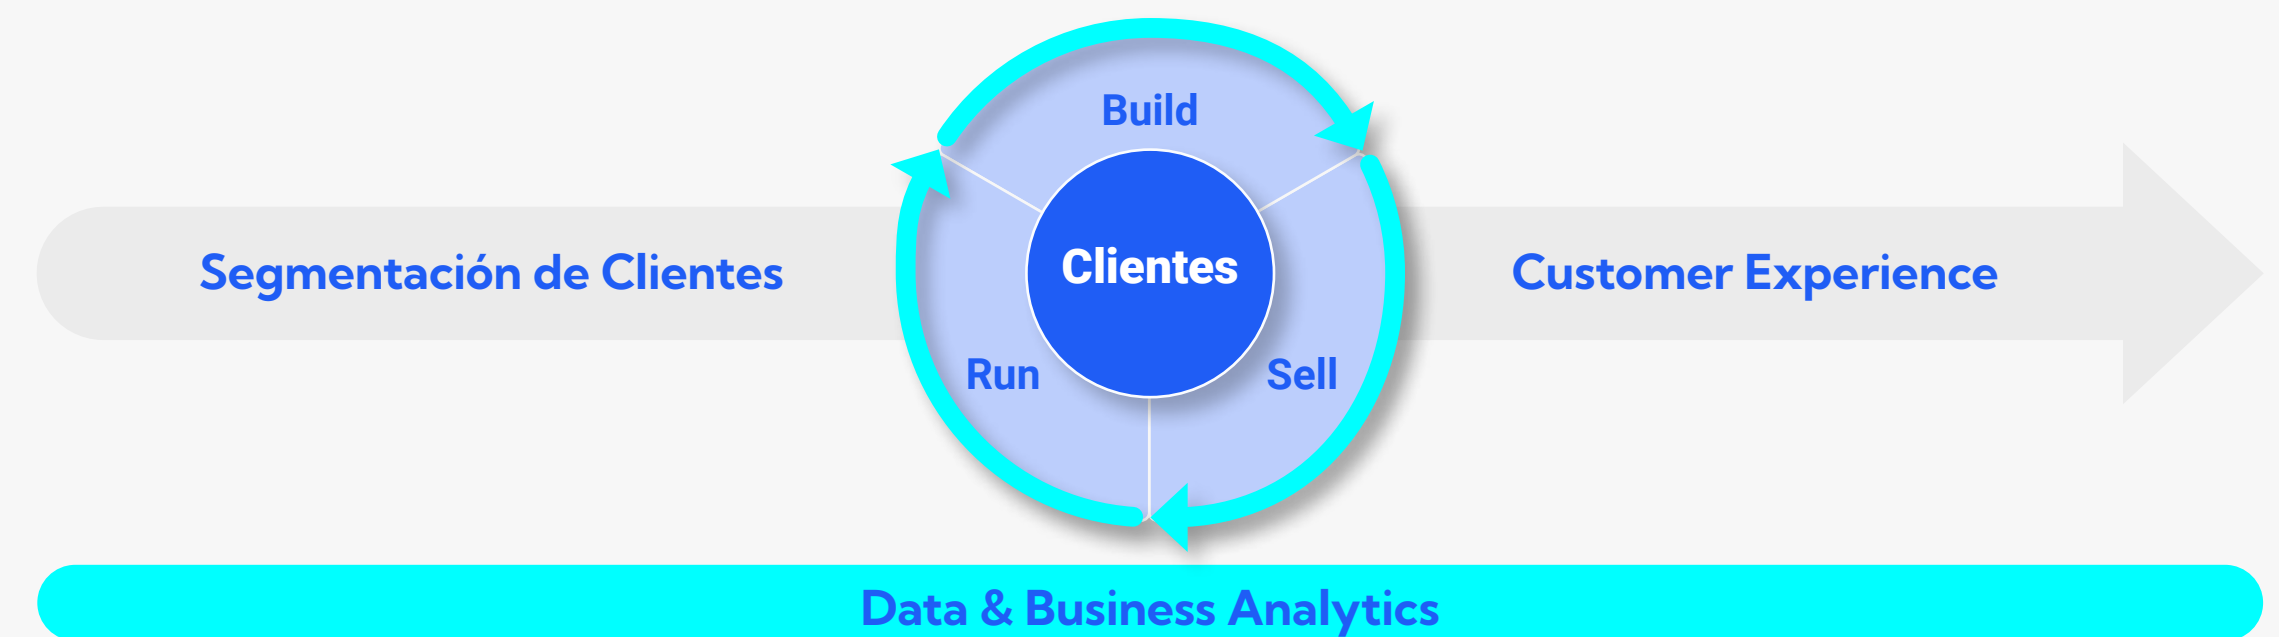 Build
Segmentación de Clientes
Clientes
Customer Experience
Run
Sell
Data & Business Analytics